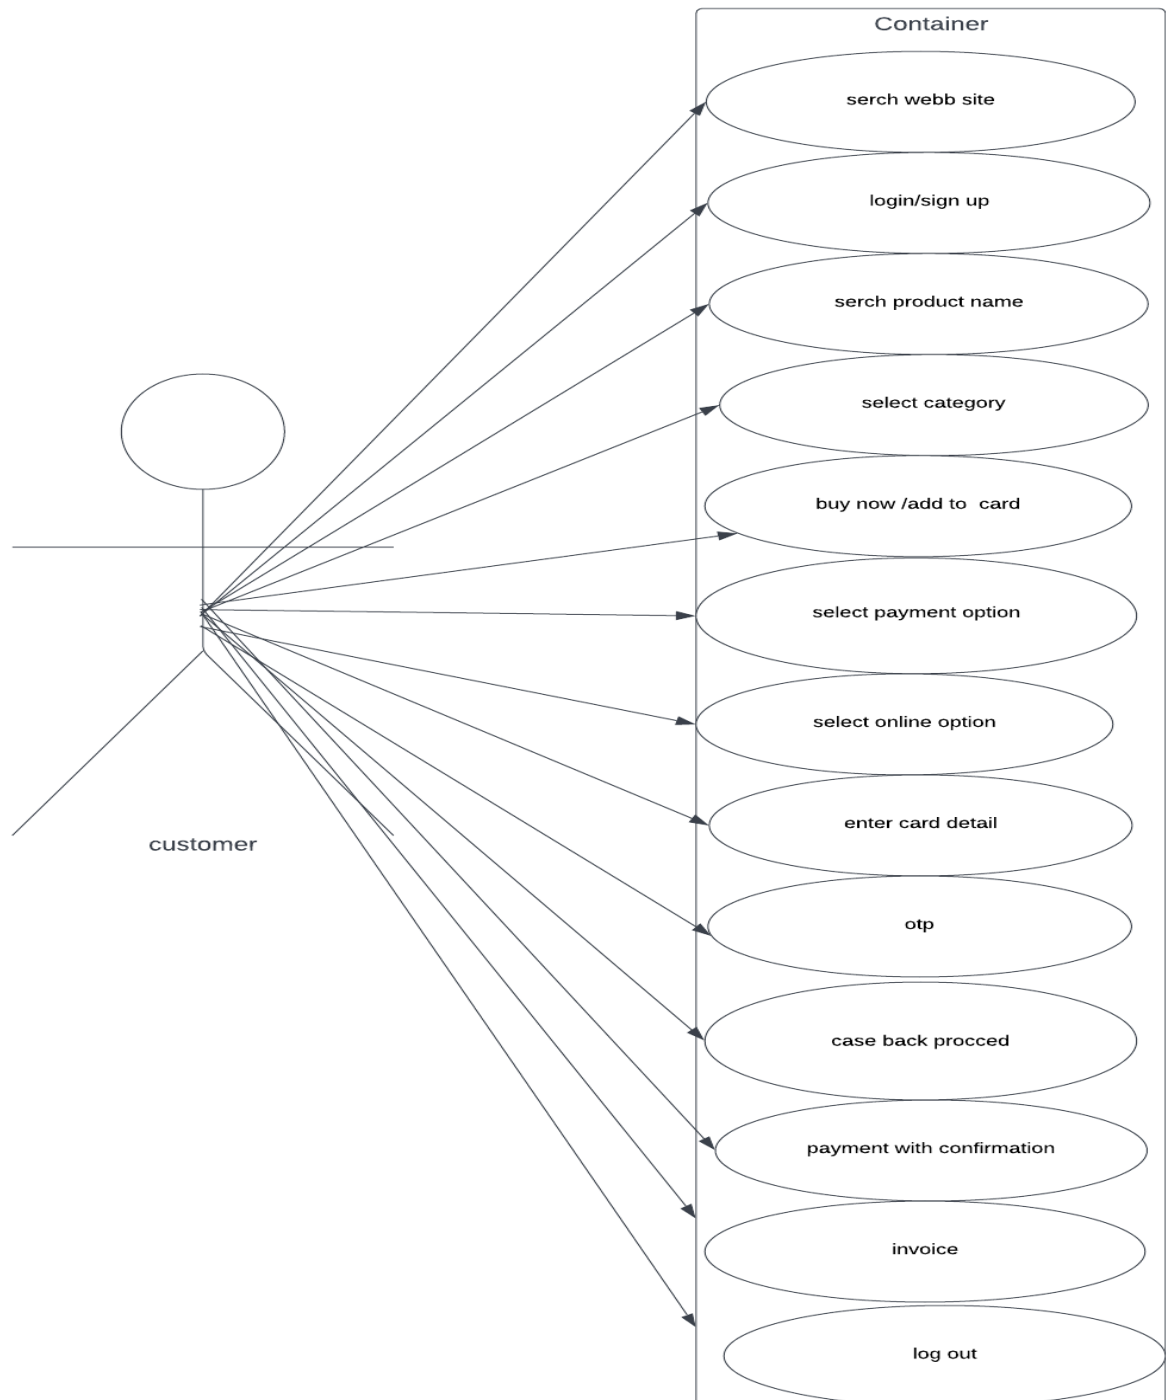 Container
serch webb site
login/sign up
serch product name
select category
buy now /add to  card
select payment option
select online option
enter card detail
customer
otp
case back procced
payment with confirmation
invoice
log out